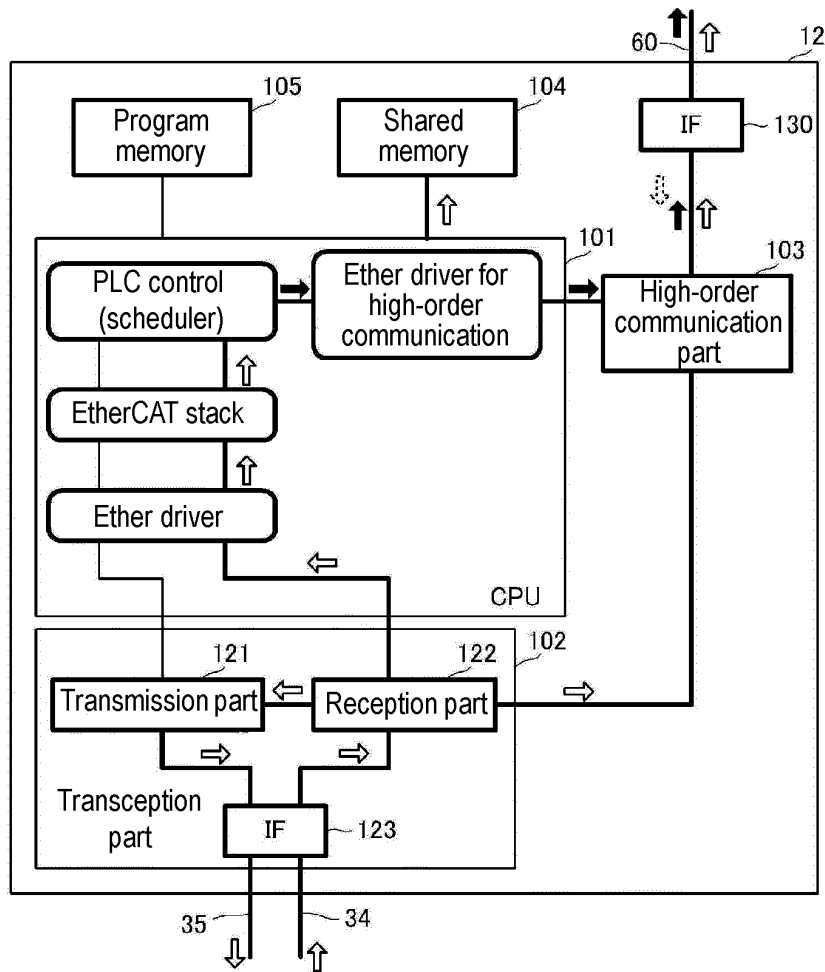 60
12
105
104
Program
memory
Shared
memory
IF
130
101
103
PLC control
(scheduler)
Ether driver for
high-order
communication
High-order
communication
part
EtherCAT stack
Ether driver
CPU
102
121
122
Transmission part
Reception part
Transception
part
IF
123
35
34